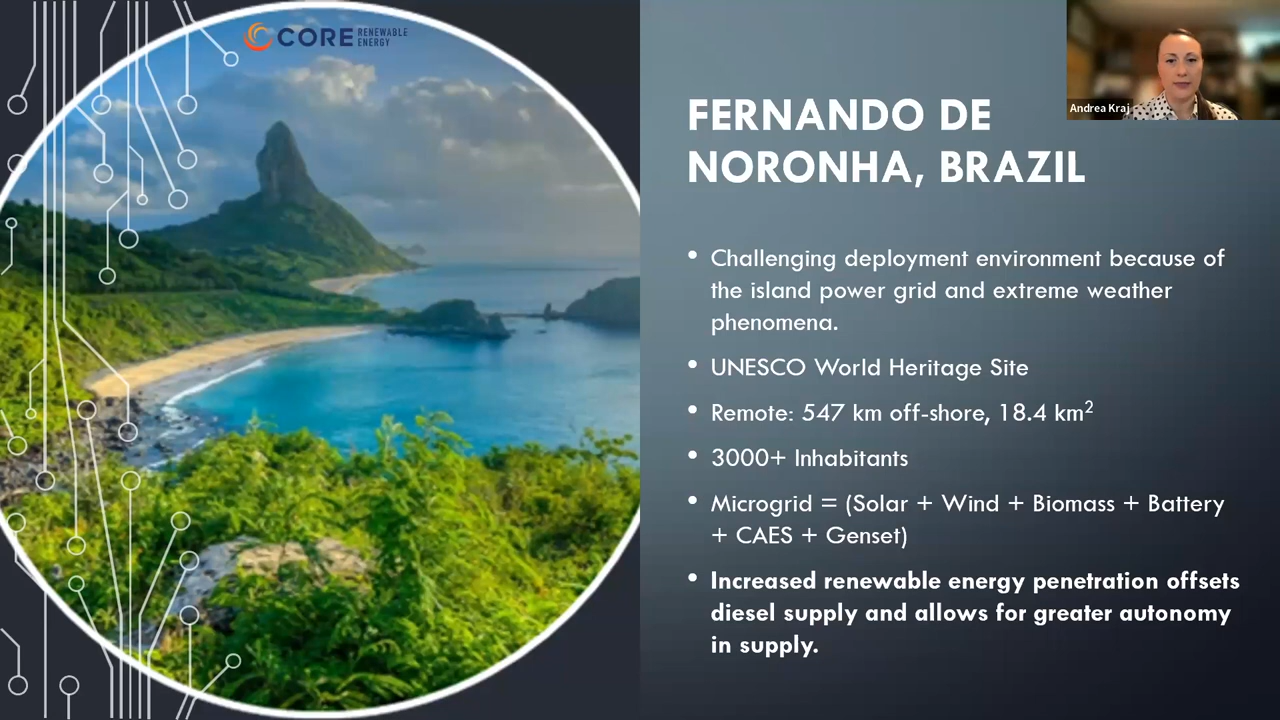 CORE RENEWABLE
ENERGY
Andrea Kraj
FERNANDO DE
NORONHA, BRAZIL
• Challenging deployment environment because of
the island power grid and extreme weather
phenomena.
• UNESCO World Heritage Site
• Remote: 547 km off-shore, 18.4 km²
• 3000+ Inhabitants
• Microgrid = (Solar + Wind + Biomass + Battery
+ CAES + Genset)
• Increased renewable energy penetration offsets
diesel supply and allows for greater autonomy
in supply.